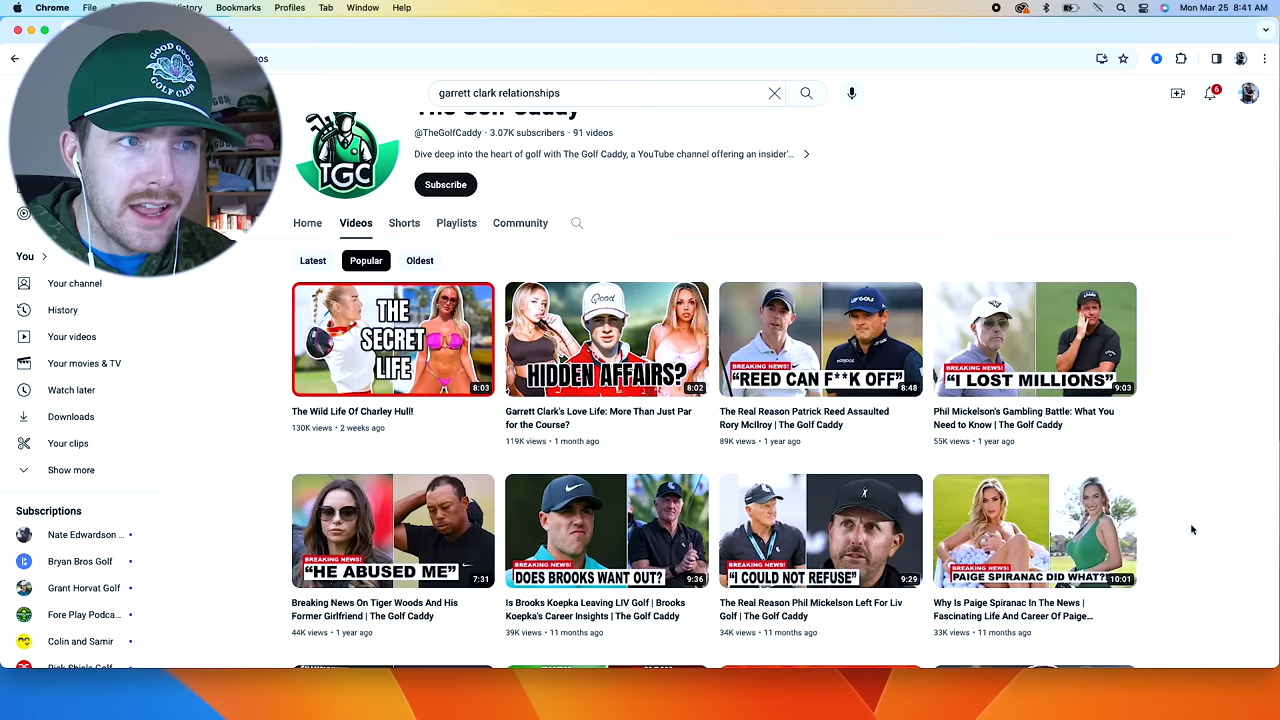 Chrome File History Bookmarks Profiles Tab Window Help Mon Mar 25 8:41 AM
GOOD GOOD
GOLF CLUB
garrett clark relationships
6
The Golf Caddy
@TheGolfCaddy · 3.07K subscribers · 91 videos
Dive deep into the heart of golf with The Golf Caddy, a YouTube channel offering an insider'...
TGC
Subscribe
Home Videos Shorts Playlists Community
Latest Popular Oldest
You
Your channel
History
Your videos
Your movies & TV
Watch later
Downloads
Your clips
Show more
Subscriptions
Nate Edwardson ...
Bryan Bros Golf
Grant Horvat Golf
Fore Play Podca...
Colin and Samir
Rick Shiels Golf
THE
SECRET
LIFE
8:03
The Wild Life Of Charley Hull!
130K views • 2 weeks ago
Good
HIDDEN AFFAIRS?
8:02
Garrett Clark's Love Life: More Than Just Par
for the Course?
119K views • 1 month ago
BREAKING NEWS!
"REED CAN F**K OFF"
8:48
The Real Reason Patrick Reed Assaulted
Rory McIlroy | The Golf Caddy
89K views • 1 year ago
BREAKING NEWS!
"I LOST MILLIONS"
9:03
Phil Mickelson's Gambling Battle: What You
Need to Know | The Golf Caddy
55K views • 1 year ago
BREAKING NEWS!
"HE ABUSED ME"
7:31
Breaking News On Tiger Woods And His
Former Girlfriend | The Golf Caddy
44K views • 1 year ago
BREAKING NEWS!
DOES BROOKS WANT OUT?
9:36
Is Brooks Koepka Leaving LIV Golf | Brooks
Koepka's Career Insights | The Golf Caddy
39K views • 11 months ago
BREAKING NEWS!
"I COULD NOT REFUSE"
9:29
The Real Reason Phil Mickelson Left For Liv
Golf | The Golf Caddy
34K views • 11 months ago
BREAKING NEWS!
PAIGE SPIRANAC DID WHAT?!
10:01
Why Is Paige Spiranac In The News |
Fascinating Life And Career Of Paige...
33K views • 11 months ago